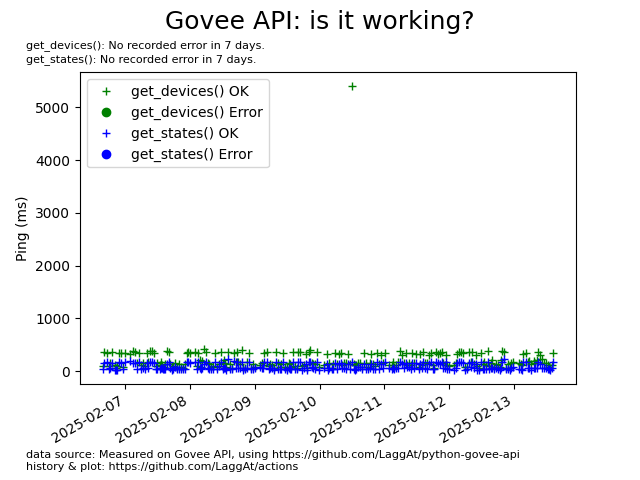 Govee API: is it working?
get_devices(): No recorded error in 7 days.
get_states(): No recorded error in 7 days.
get_devices() OK
get_devices() Error
get_states() OK
get_states() Error
Ping (ms)
5000
4000
3000
2000
1000
0
2025-02-07
2025-02-08
2025-02-09
2025-02-10
2025-02-11
2025-02-12
2025-02-13
data source: Measured on Govee API, using https://github.com/LaggAt/python-govee-api
history & plot: https://github.com/LaggAt/actions